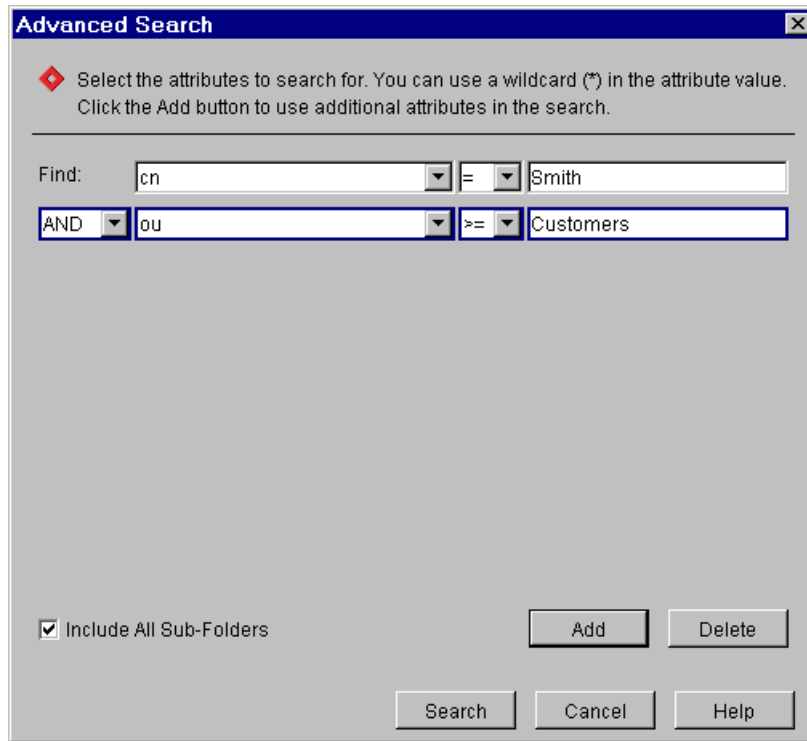 Advanced Search
Select the attributes to search for. You can use a wildcard (*) in the attribute value.
Click the Add button to use additional attributes in the search.
Find: cn = Smith
AND ou >= Customers
Include All Sub-Folders Add Delete
Search Cancel Help